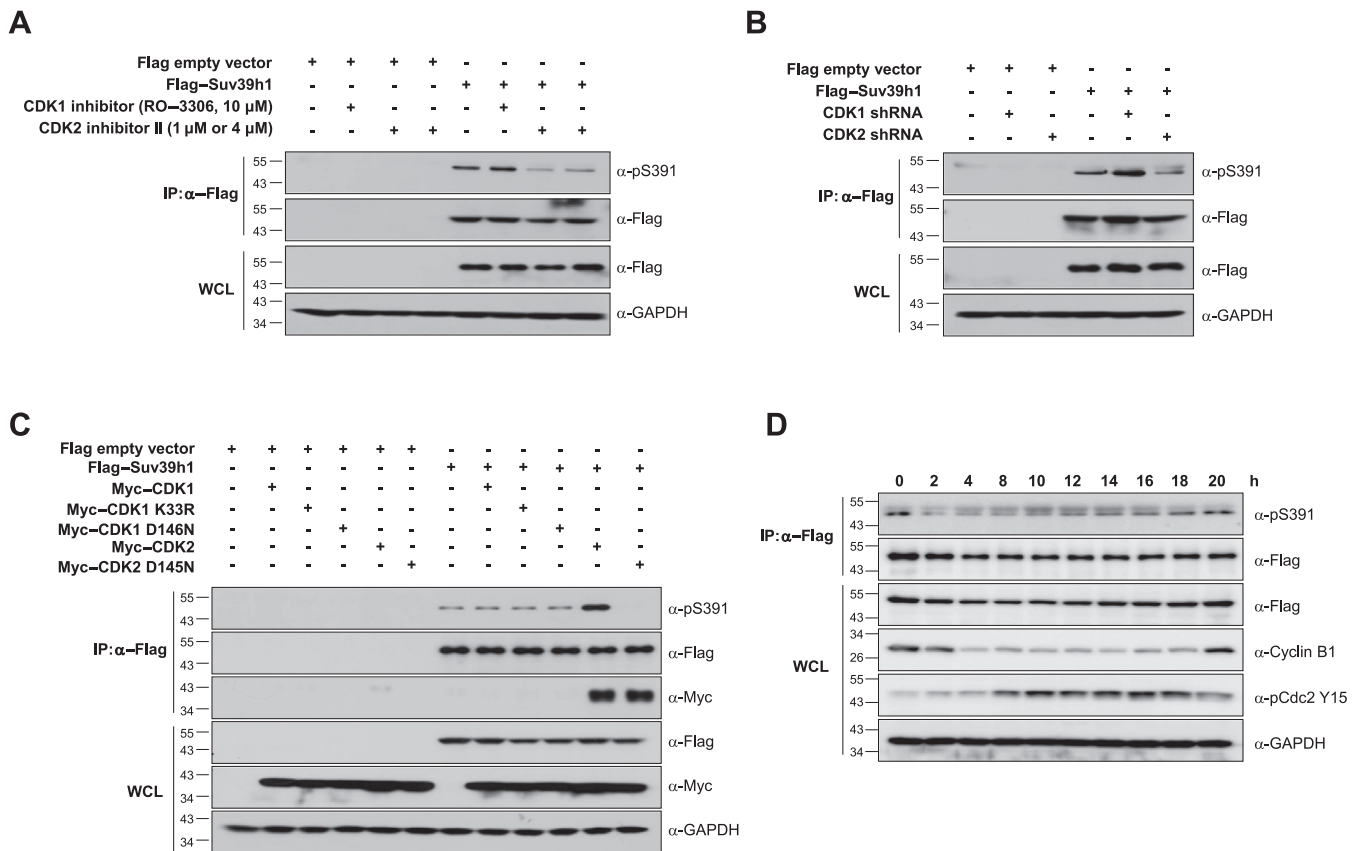 A
Flag empty vector + + + + - - - -
Flag–Suv39h1 - - - - + + + +
CDK1 inhibitor (RO–3306, 10 µM) - + - - - + - -
CDK2 inhibitor II (1 µM or 4 µM) - - + + - - + +
IP: α–Flag
55
43
α-pS391
55
43
α-Flag
WCL
55
43
α-Flag
43
34
α-GAPDH
B
Flag empty vector + + + - - -
Flag–Suv39h1 - - - + + +
CDK1 shRNA - + - - + -
CDK2 shRNA - - + - - +
IP: α–Flag
55
43
α-pS391
55
43
α-Flag
WCL
55
43
α-Flag
43
34
α-GAPDH
C
Flag empty vector + + + + + + - - - - - -
Flag–Suv39h1 - - - - - - + + + + + +
Myc–CDK1 - + - - - - - + - - - -
Myc–CDK1 K33R - - + - - - - - + - - -
Myc–CDK1 D146N - - - + - - - - - + - -
Myc–CDK2 - - - - + - - - - - + -
Myc–CDK2 D145N - - - - - + - - - - - +
IP: α–Flag
55
43
α-pS391
55
43
α-Flag
43
34
α-Myc
WCL
55
43
α-Flag
43
34
α-Myc
43
34
α-GAPDH
D
0 2 4 8 10 12 14 16 18 20 h
IP: α–Flag
55
43
α-pS391
55
43
α-Flag
WCL
55
43
α-Flag
34
26
α-Cyclin B1
55
43
α-pCdc2 Y15
43
34
α-GAPDH